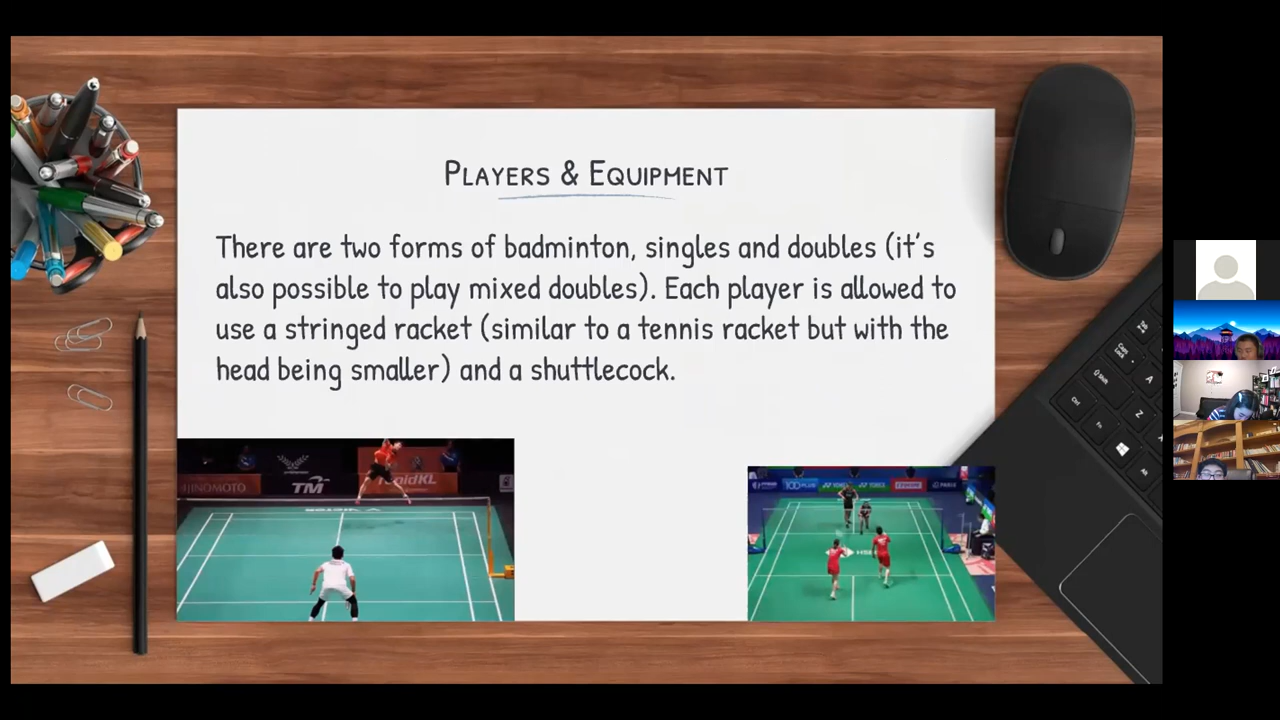 PLAYERS & EQUIPMENT
There are two forms of badminton, singles and doubles (it's
also possible to play mixed doubles). Each player is allowed to
use a stringed racket (similar to a tennis racket but with the
head being smaller) and a shuttlecock.
TM